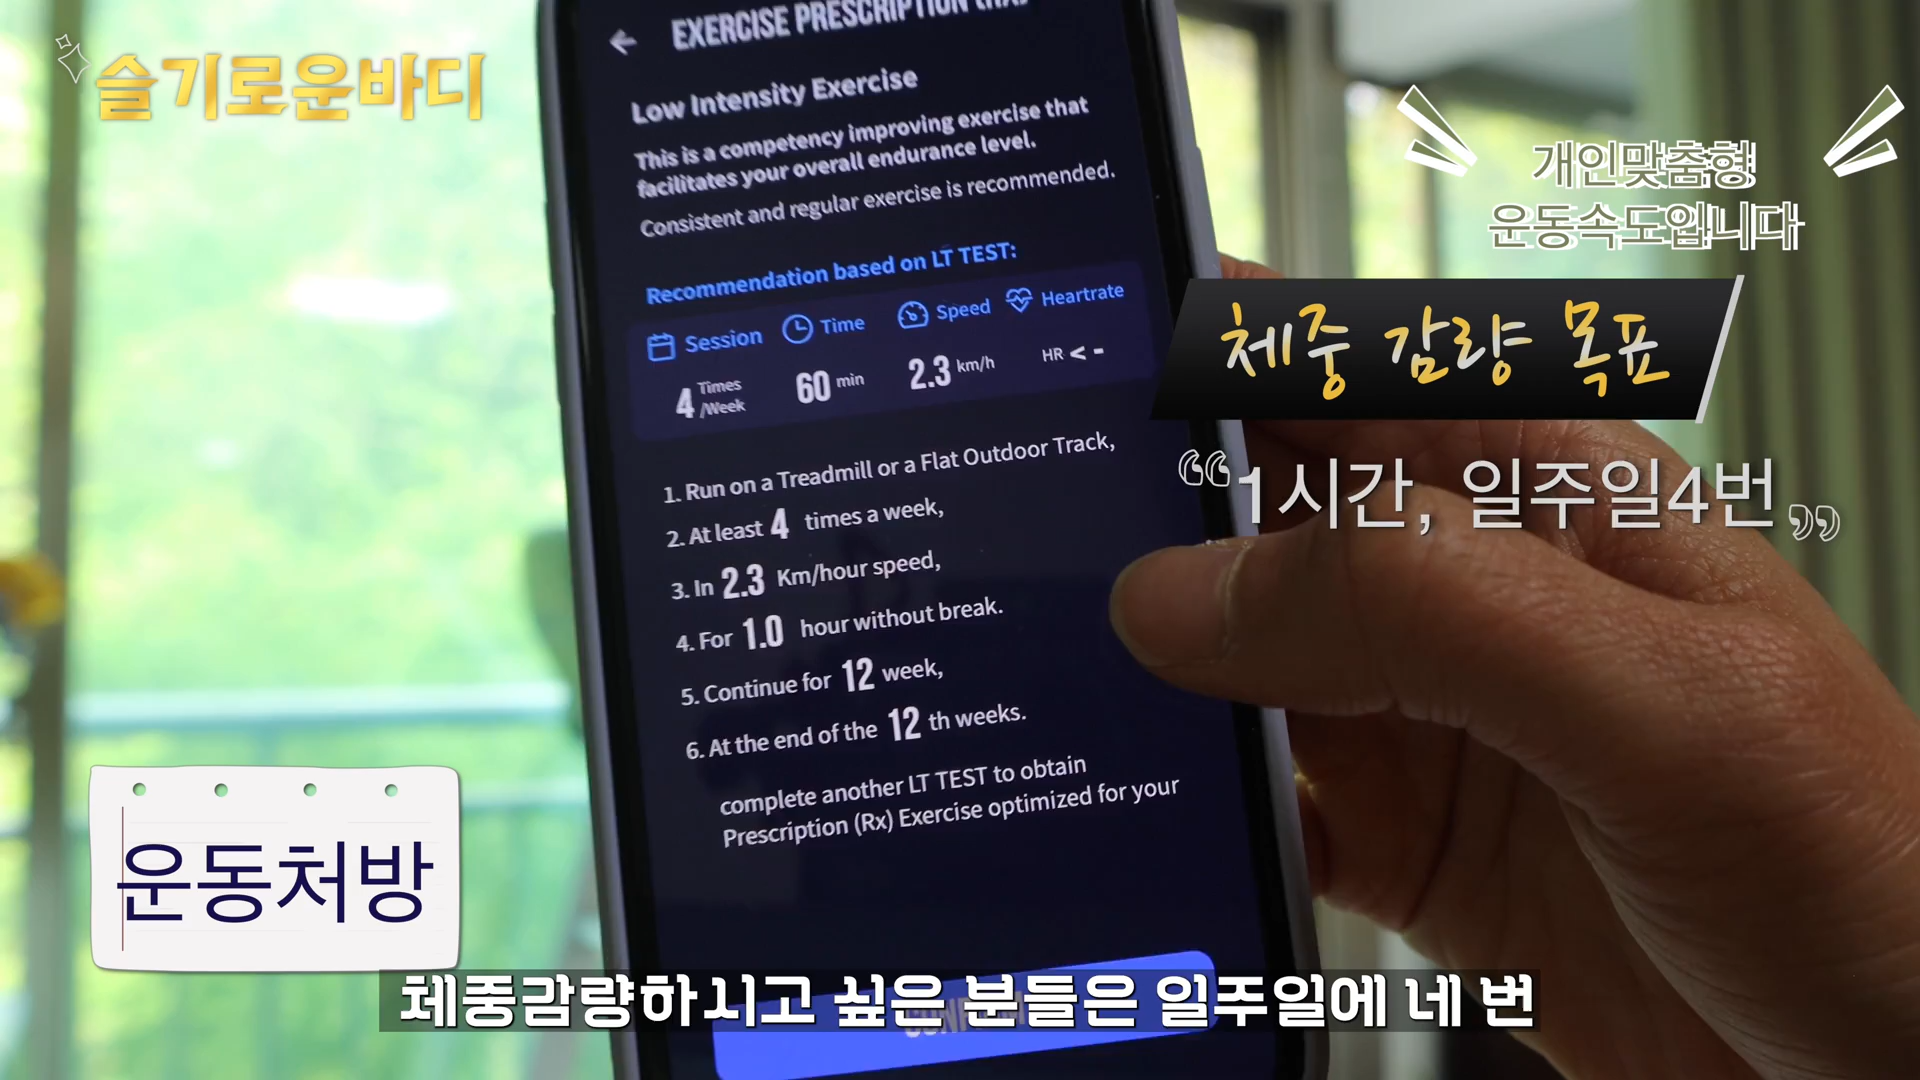 슬기로운바디
EXERCISE PRESCRIPTION
Low Intensity Exercise
This is a competency improving exercise that
facilitates your overall endurance level.
Consistent and regular exercise is recommended.
Recommendation based on LT TEST:
Session Time Speed Heartrate
4 Times /Week 60 min 2.3 km/h HR < -
1. Run on a Treadmill or a Flat Outdoor Track,
2. At least 4 times a week,
3. In 2.3 Km/hour speed,
4. For 1.0 hour without break.
5. Continue for 12 week,
6. At the end of the 12 th weeks.
complete another LT TEST to obtain
Prescription (Rx) Exercise optimized for your
개인맞춤형
운동속도입니다
체중 감량 목표
“1시간, 일주일4번”
운동처방
체중감량하시고 싶은 분들은 일주일에 네 번